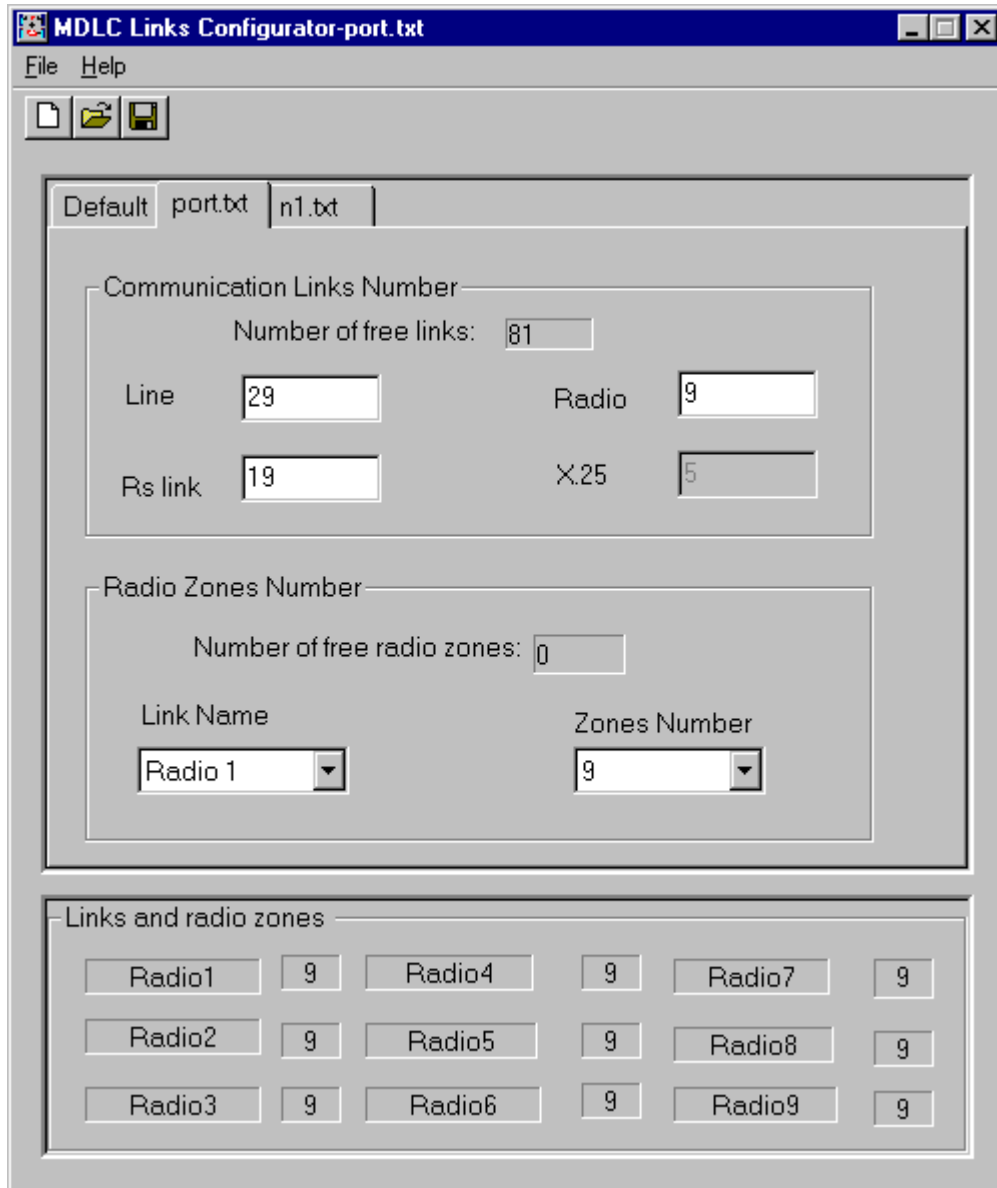 MDLC Links Configurator-port.txt
File Help
Default port.txt n1.txt
Communication Links Number
Number of free links: 81
Line 29 Radio 9
Rs link 19 X.25 5
Radio Zones Number
Number of free radio zones: 0
Link Name Zones Number
Radio 1 9
Links and radio zones
Radio1 9 Radio4 9 Radio7 9
Radio2 9 Radio5 9 Radio8 9
Radio3 9 Radio6 9 Radio9 9